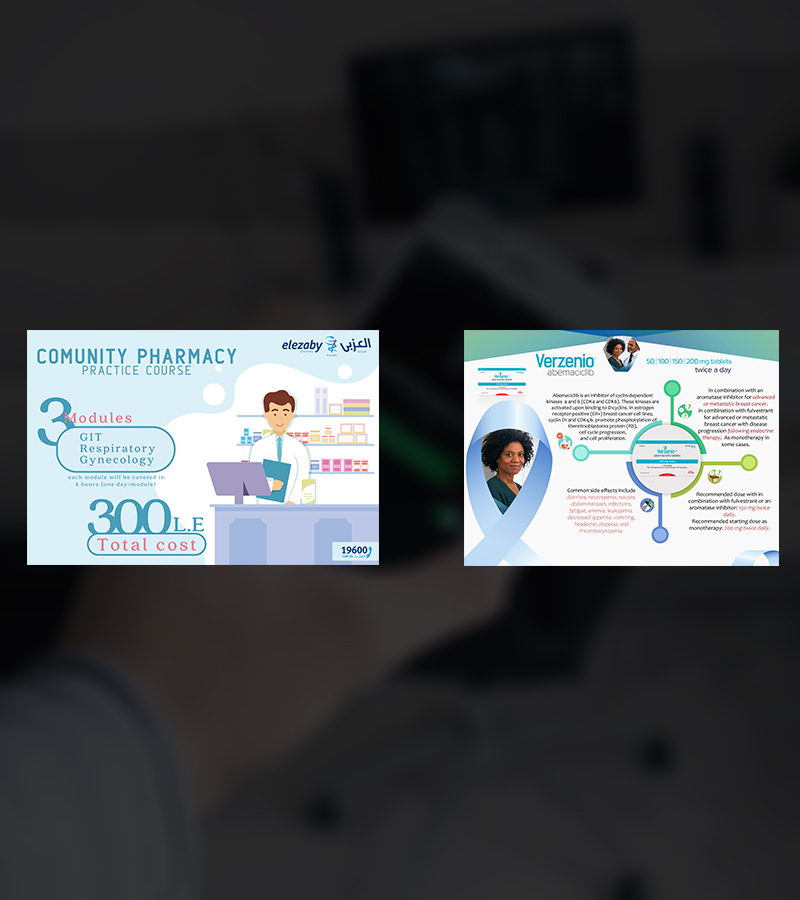 COMUNITY PHARMACY
PRACTICE COURSE
elezaby
pharmacy
العزبي
3 Modules
GIT
Respiratory
Gynecology
each module will be covered in
4 hours (one day/module)
300 L.E
Total cost
19600
Verzenio
abemaciclib
50|100|150|200 mg tablets
twice a day
Abemaciclib is an inhibitor of cyclin-dependent
kinases 4 and 6 (CDK4 and CDK6). These kinases are
activated upon binding to D-cyclins. In estrogen
receptor-positive (ER+) breast cancer cell lines,
cyclin D1 and CDK4/6 promote phosphorylation of
the retinoblastoma protein (RB),
cell cycle progression,
and cell proliferation.
In combination with an
aromatase inhibitor for advanced
or metastatic breast cancer.
in combination with fulvestrant
for advanced or metastatic
breast cancer with disease
progression following endocrine
therapy. As monotherapy in
some cases.
Verzenio
Common side effects include
diarrhea, neutropenia, nausea,
abdominal pain, infections,
fatigue, anemia, leukopenia,
decreased appetite, vomiting,
headache, alopecia, and
thrombocytopenia.
Recommended dose with in
combination with fulvestrant or an
aromatase inhibitor: 150 mg twice
daily.
Recommended starting dose as
monotherapy: 200 mg twice daily.